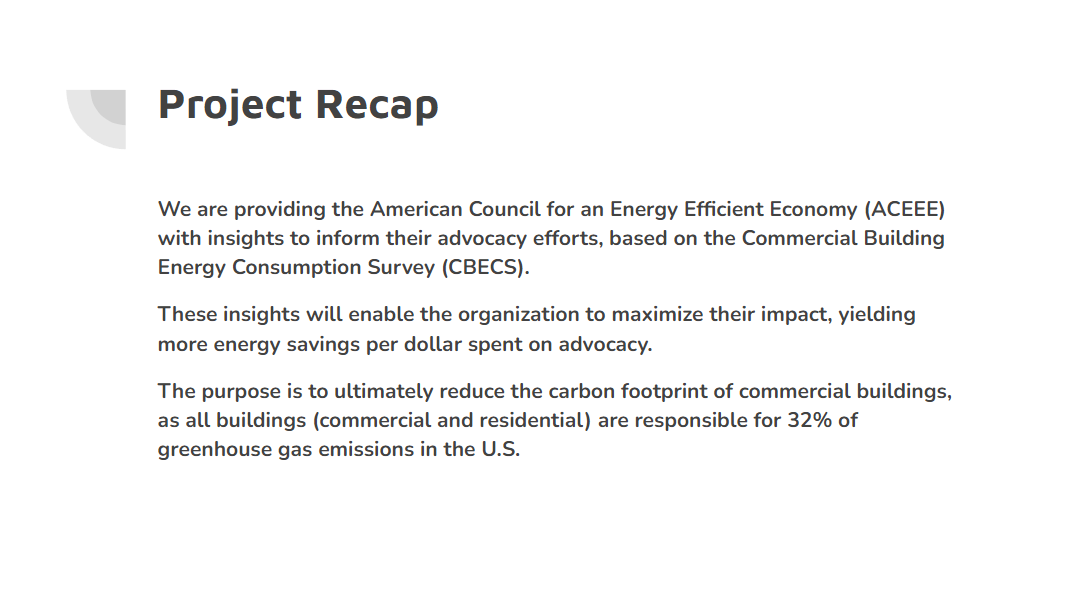 Project Recap
We are providing the American Council for an Energy Efficient Economy (ACEEE)
with insights to inform their advocacy efforts, based on the Commercial Building
Energy Consumption Survey (CBECS).
These insights will enable the organization to maximize their impact, yielding
more energy savings per dollar spent on advocacy.
The purpose is to ultimately reduce the carbon footprint of commercial buildings,
as all buildings (commercial and residential) are responsible for 32% of
greenhouse gas emissions in the U.S.